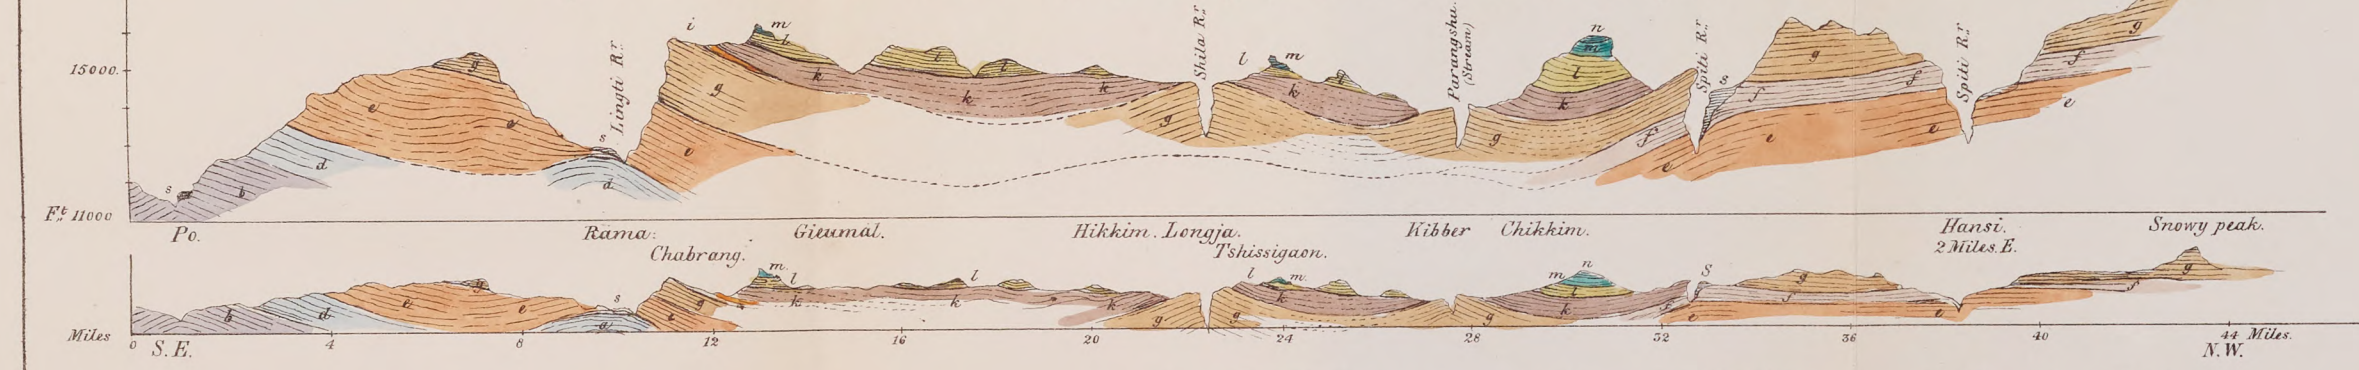 i m l
n m l
g
15000.
Lingti R.r
Shila R.r
Parangshu. (Stream)
Spiti R.r
Spiti R.r
l m
e g e k g l l k k g k l k g f s f g f e f g
s b d s d e e e e
F.t 11000
Po. Rama: Gieumal. Hikkim. Longja. Kibber Chikkim. Hansi. Snowy peak.
Chabrang. Tshissigaon. 2 Miles. E.
m. l l l m. m n S g g
b d e g e s d e g k k k g g k g l k f g f e f e f
Miles 0 4 8 12 16 20 24 28 32 36 40 44 Miles.
S.E. N.W.